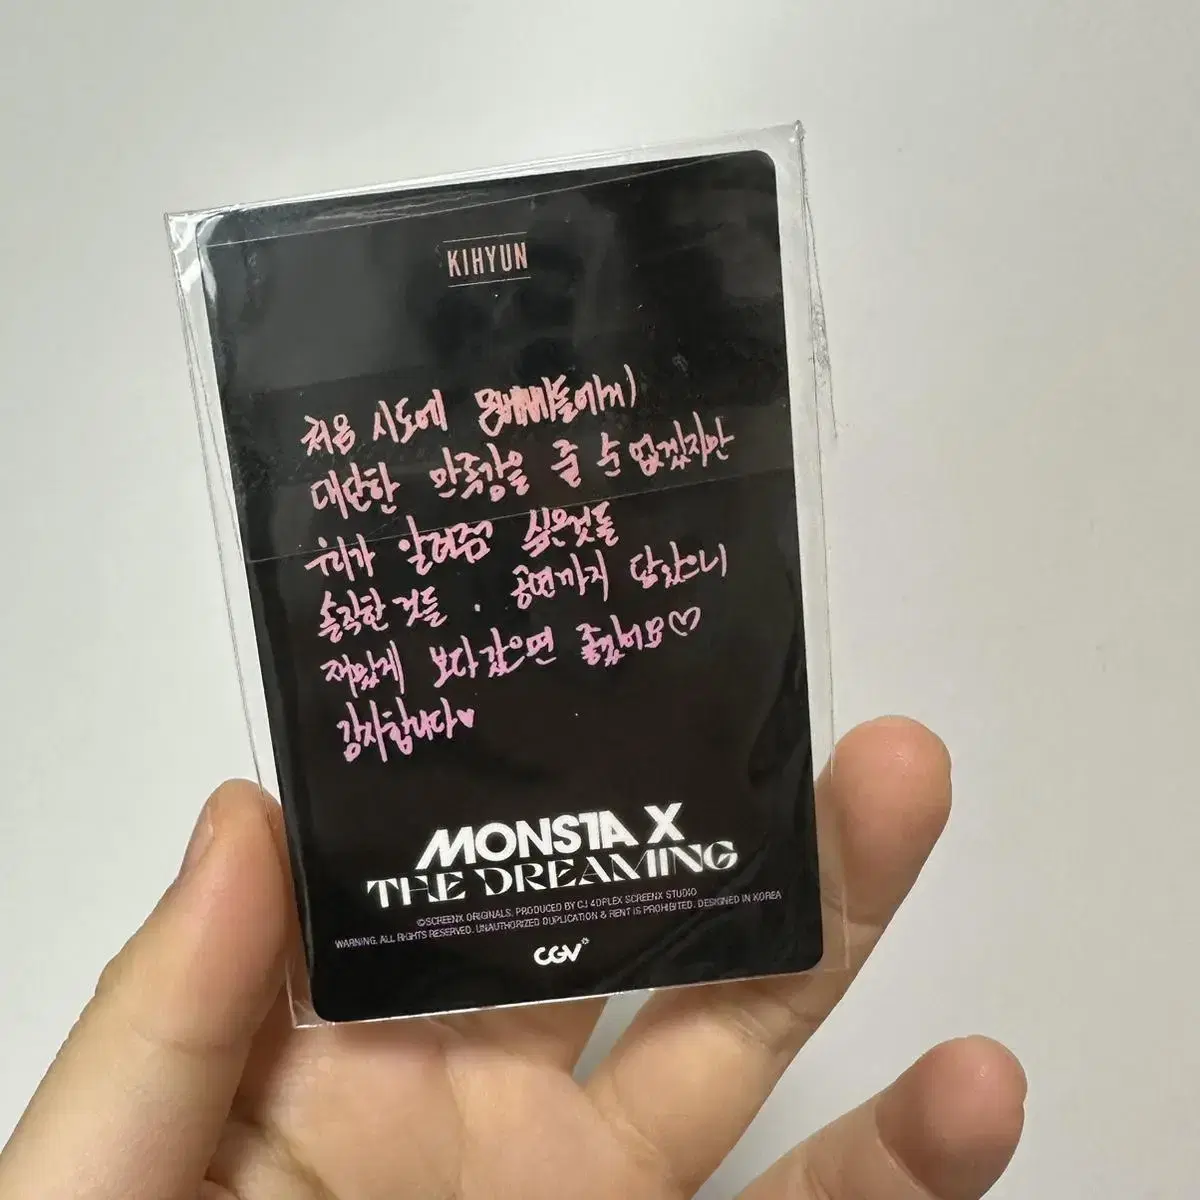 KIHYUN
처음 시도에 몽베베들에게
대단한 만족감을 줄 순 없겠지만
우리가 알려줌 싶은것들
솔직한 것들. 공연까지 담았으니
재밌게 보다갔으면 좋겠어요♡
감사합니다♥
MONSTA X
THE DREAMING
©SCREENX ORIGINALS. PRODUCED BY CJ 4DPLEX SCREENX STUDIO
WARNING. ALL RIGHTS RESERVED. UNAUTHORIZED DUPLICATION & RENT IS PROHIBITED. DESIGNED IN KOREA
CGV